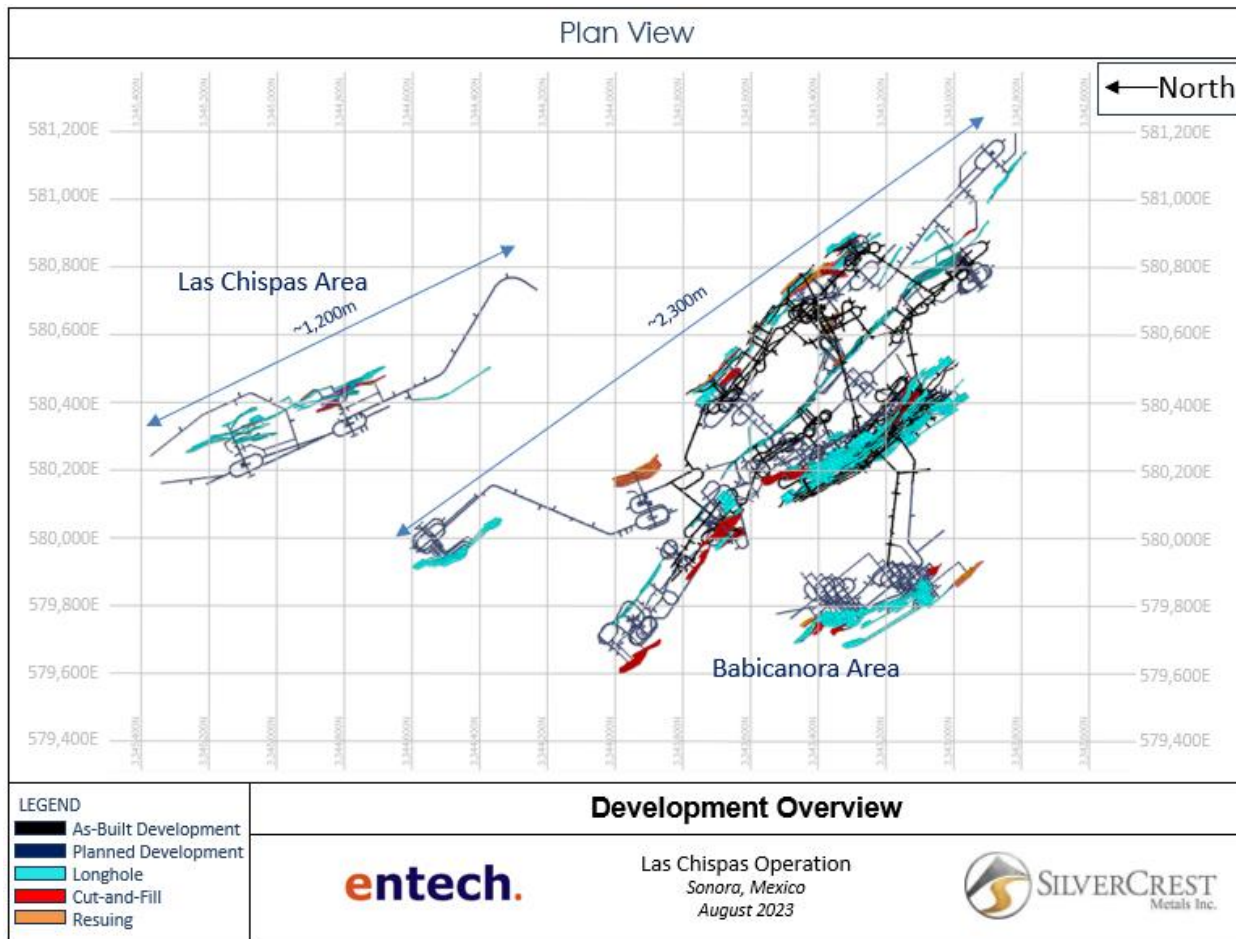 Plan View
North
581,200E
581,200E
581,000E
581,000E
580,800E
580,800E
Las Chispas Area
~1,200m
~2,300m
580,600E
580,600E
580,400E
580,400E
580,200E
580,200E
580,000E
580,000E
579,800E
579,800E
Babicanora Area
579,600E
579,600E
579,400E
579,400E
LEGEND
As-Built Development
Planned Development
Longhole
Cut-and-Fill
Resuing
Development Overview
entech.
Las Chispas Operation
Sonora, Mexico
August 2023
SILVERCREST
Metals Inc.